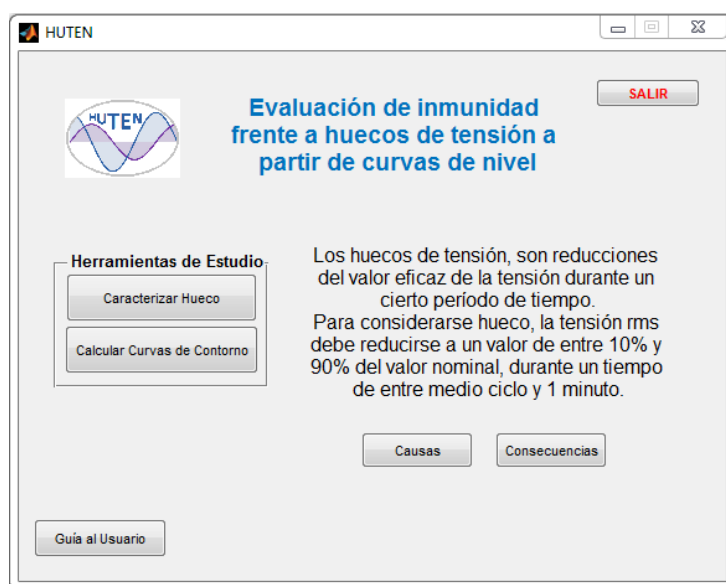 HUTEN
SALIR
HUTEN
Evaluación de inmunidad
frente a huecos de tensión a
partir de curvas de nivel
Herramientas de Estudio
Caracterizar Hueco
Calcular Curvas de Contorno
Los huecos de tensión, son reducciones
del valor eficaz de la tensión durante un
cierto período de tiempo.
Para considerarse hueco, la tensión rms
debe reducirse a un valor de entre 10% y
90% del valor nominal, durante un tiempo
de entre medio ciclo y 1 minuto.
Causas
Consecuencias
Guía al Usuario